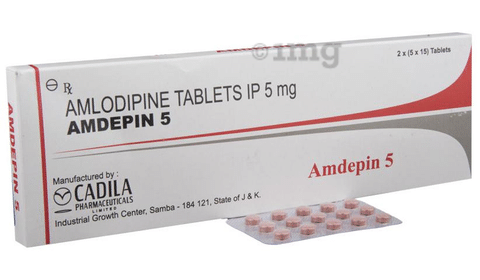 1mg
2 x (5 x 15) Tablets
Rx
AMLODIPINE TABLETS IP 5 mg
AMDEPIN 5
AMDEPIN 5
Manufactured by :
CADILA
PHARMACEUTICALS
LIMITED
Industrial Growth Center, Samba - 184 121, State of J & K.
Amdepin 5